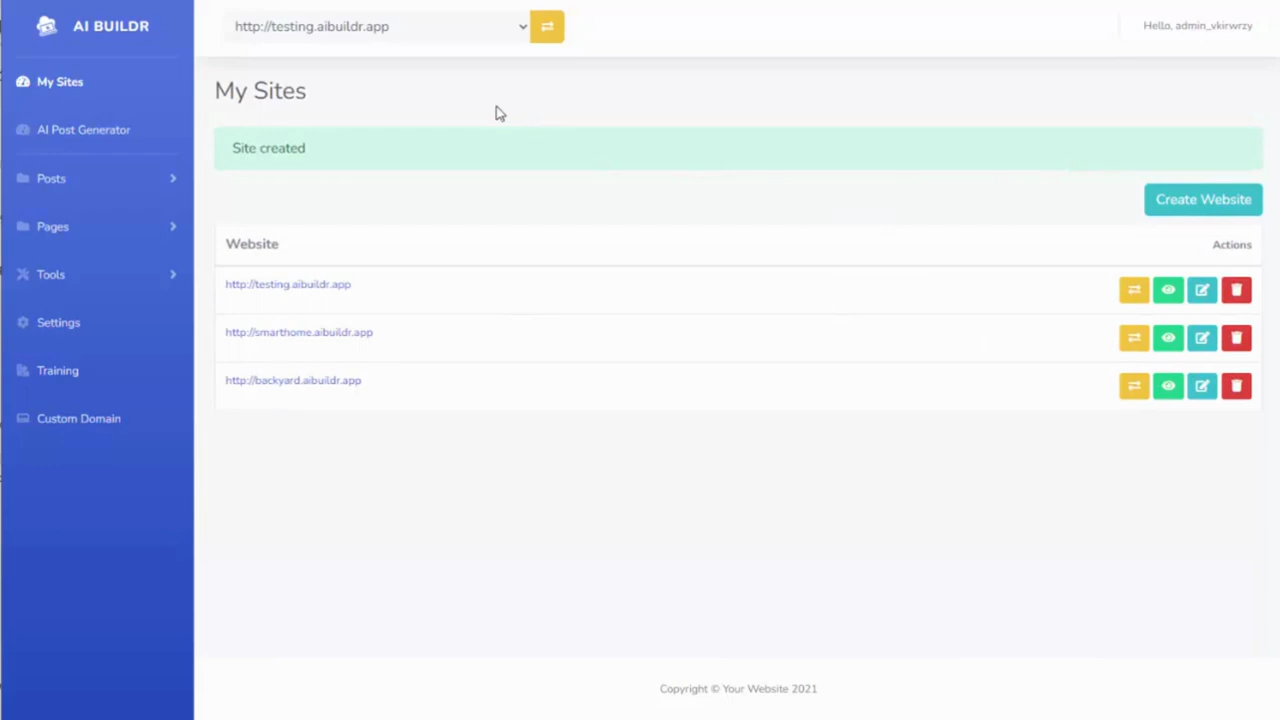 AI BUILDR
http://testing.aibuildr.app
Hello, admin_vkirwrzy
My Sites
AI Post Generator
Posts
Pages
Tools
Settings
Training
Custom Domain
My Sites
Site created
Create Website
Website Actions
http://testing.aibuildr.app
http://smarthome.aibuildr.app
http://backyard.aibuildr.app
Copyright © Your Website 2021